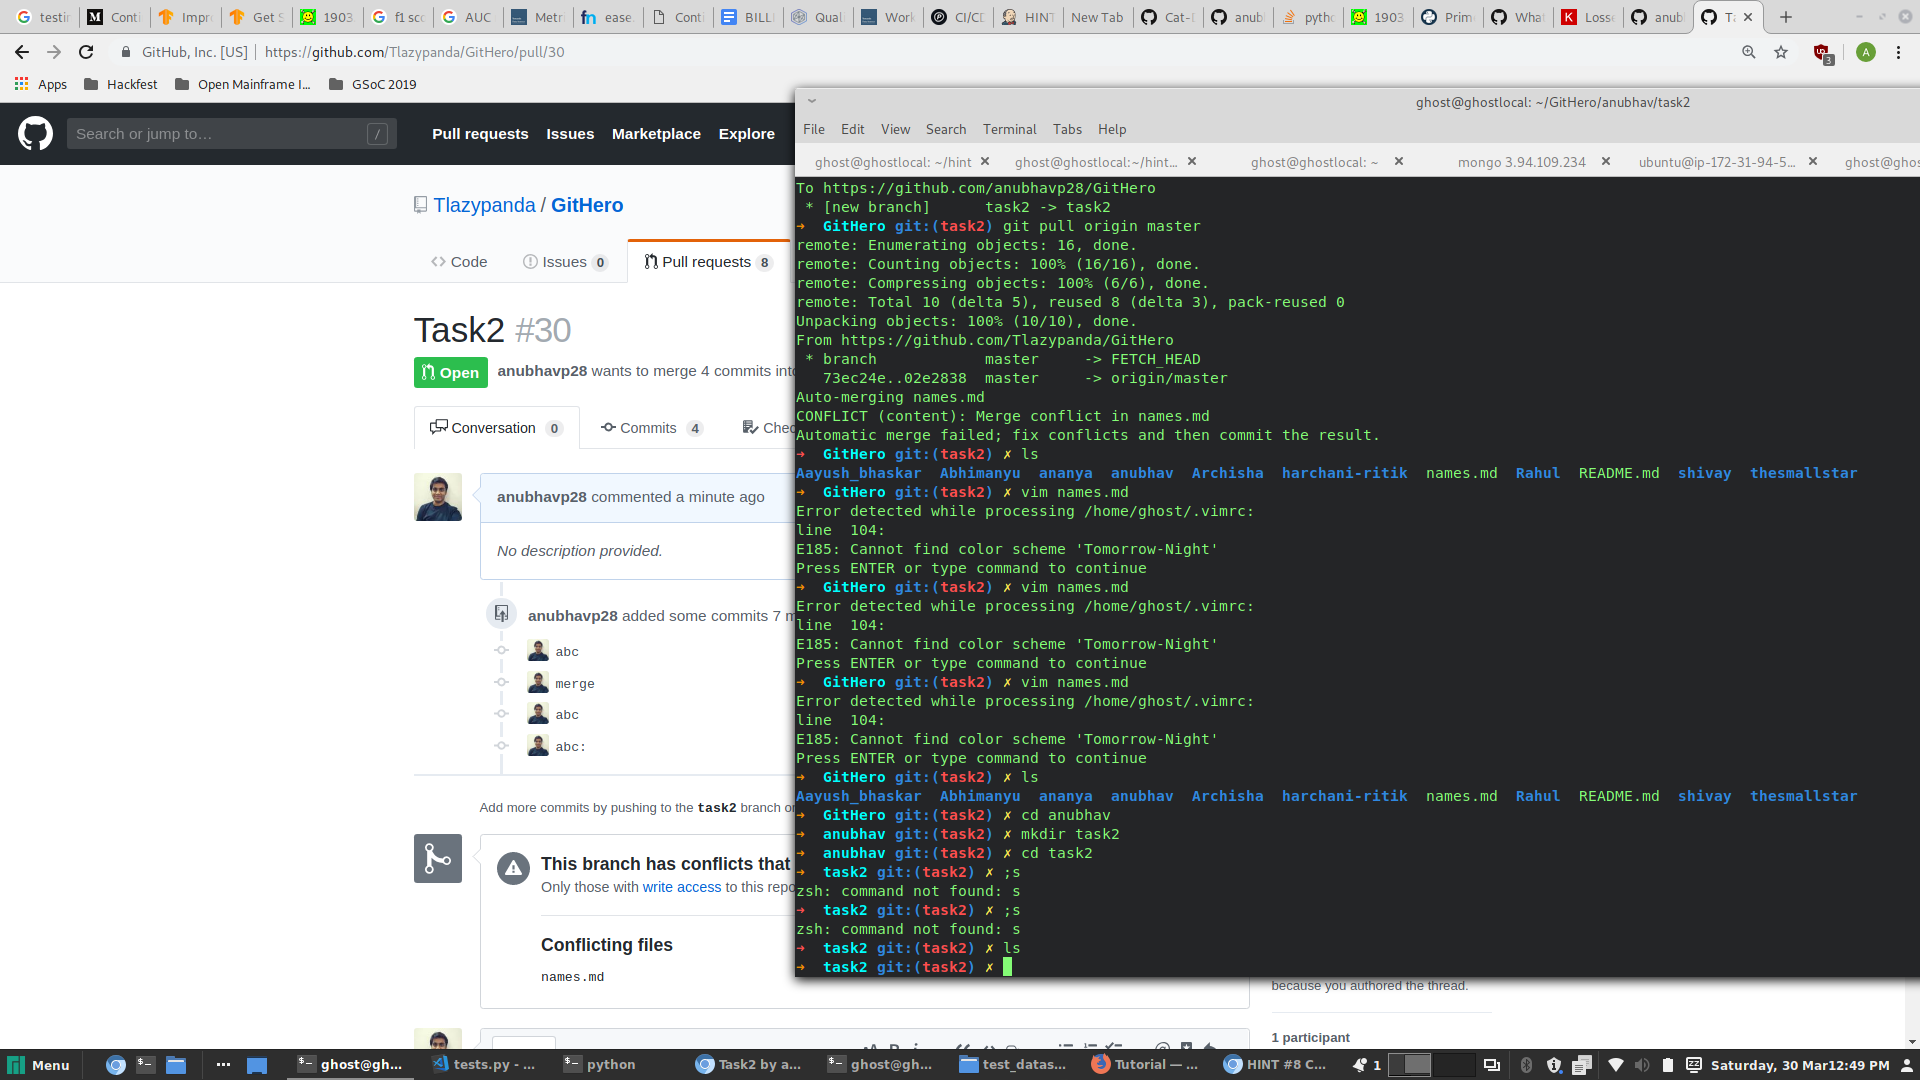 testin
Conti
Impro
Get S
1903
f1 sco
AUC
Metri
ease.
Conti
BILLI
Quali
Work
CI/CD
HINT
New Tab
Cat-D
anubh
pytho
1903
Prime
What
Losse
anubh
Ta
GitHub, Inc. [US] | https://github.com/Tlazypanda/GitHero/pull/30
3
A
Apps Hackfest Open Mainframe I... GSoC 2019
Search or jump to... /
Pull requests Issues Marketplace Explore
Tlazypanda / GitHero
Code Issues 0 Pull requests 8
Task2 #30
Open anubhavp28 wants to merge 4 commits into
Conversation 0 Commits 4 Chec
anubhavp28 commented a minute ago
No description provided.
anubhavp28 added some commits 7 m
abc
merge
abc
abc:
Add more commits by pushing to the task2 branch on
This branch has conflicts that
Only those with write access to this repo
Conflicting files
names.md
ghost@ghostlocal: ~/GitHero/anubhav/task2
File Edit View Search Terminal Tabs Help
ghost@ghostlocal: ~/hint ghost@ghostlocal:~/hint... ghost@ghostlocal: ~ mongo 3.94.109.234 ubuntu@ip-172-31-94-5... ghost@ghos
To https://github.com/anubhavp28/GitHero
* [new branch] task2 -> task2
➜ GitHero git:(task2) git pull origin master
remote: Enumerating objects: 16, done.
remote: Counting objects: 100% (16/16), done.
remote: Compressing objects: 100% (6/6), done.
remote: Total 10 (delta 5), reused 8 (delta 3), pack-reused 0
Unpacking objects: 100% (10/10), done.
From https://github.com/Tlazypanda/GitHero
* branch master -> FETCH_HEAD
73ec24e..02e2838 master -> origin/master
Auto-merging names.md
CONFLICT (content): Merge conflict in names.md
Automatic merge failed; fix conflicts and then commit the result.
➜ GitHero git:(task2) ✗ ls
Aayush_bhaskar Abhimanyu ananya anubhav Archisha harchani-ritik names.md Rahul README.md shivay thesmallstar
➜ GitHero git:(task2) ✗ vim names.md
Error detected while processing /home/ghost/.vimrc:
line 104:
E185: Cannot find color scheme 'Tomorrow-Night'
Press ENTER or type command to continue
➜ GitHero git:(task2) ✗ vim names.md
Error detected while processing /home/ghost/.vimrc:
line 104:
E185: Cannot find color scheme 'Tomorrow-Night'
Press ENTER or type command to continue
➜ GitHero git:(task2) ✗ vim names.md
Error detected while processing /home/ghost/.vimrc:
line 104:
E185: Cannot find color scheme 'Tomorrow-Night'
Press ENTER or type command to continue
➜ GitHero git:(task2) ✗ ls
Aayush_bhaskar Abhimanyu ananya anubhav Archisha harchani-ritik names.md Rahul README.md shivay thesmallstar
➜ GitHero git:(task2) ✗ cd anubhav
➜ anubhav git:(task2) ✗ mkdir task2
➜ anubhav git:(task2) ✗ cd task2
➜ task2 git:(task2) ✗ ;s
zsh: command not found: s
➜ task2 git:(task2) ✗ ;s
zsh: command not found: s
➜ task2 git:(task2) ✗ ls
➜ task2 git:(task2) ✗
because you authored the thread.
1 participant
Menu ghost@gh... tests.py - ... python Task2 by a... ghost@gh... test_datas... Tutorial — ... HINT #8 C... 1 Saturday, 30 Mar12:49 PM